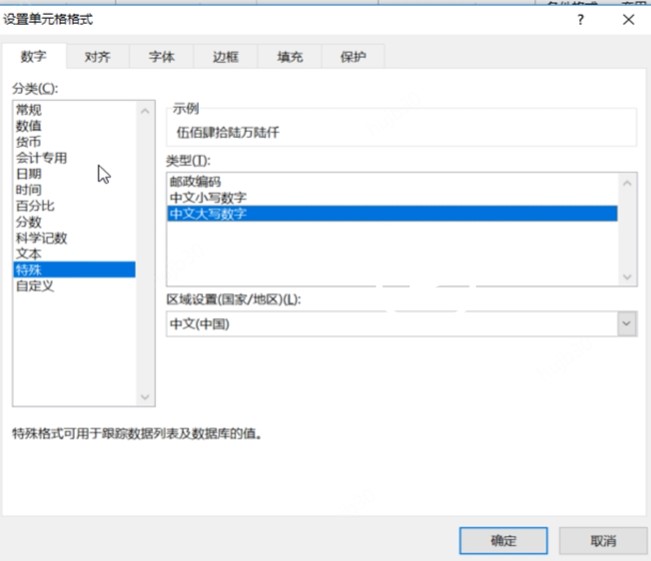 设置单元格格式
?
数字 对齐 字体 边框 填充 保护
分类(C):
常规
数值
货币
会计专用
日期
时间
百分比
分数
科学记数
文本
特殊
自定义
示例
伍佰肆拾陆万陆仟
类型(T):
邮政编码
中文小写数字
中文大写数字
区域设置(国家/地区)(L):
中文(中国)
特殊格式可用于跟踪数据列表及数据库的值。
确定 取消